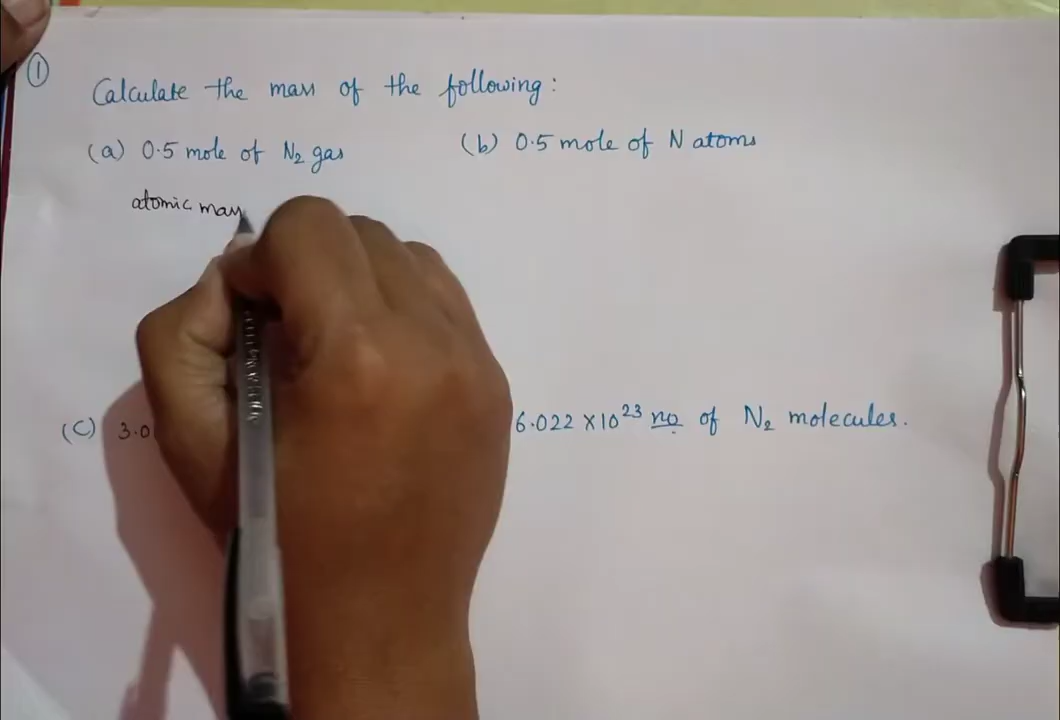 ①
Calculate the mass of the following:
(a) 0.5 mole of N₂ gas
(b) 0.5 mole of N atoms
atomic mass
(C) 3.0
6.022 ×10²³ no. of N₂ molecules.